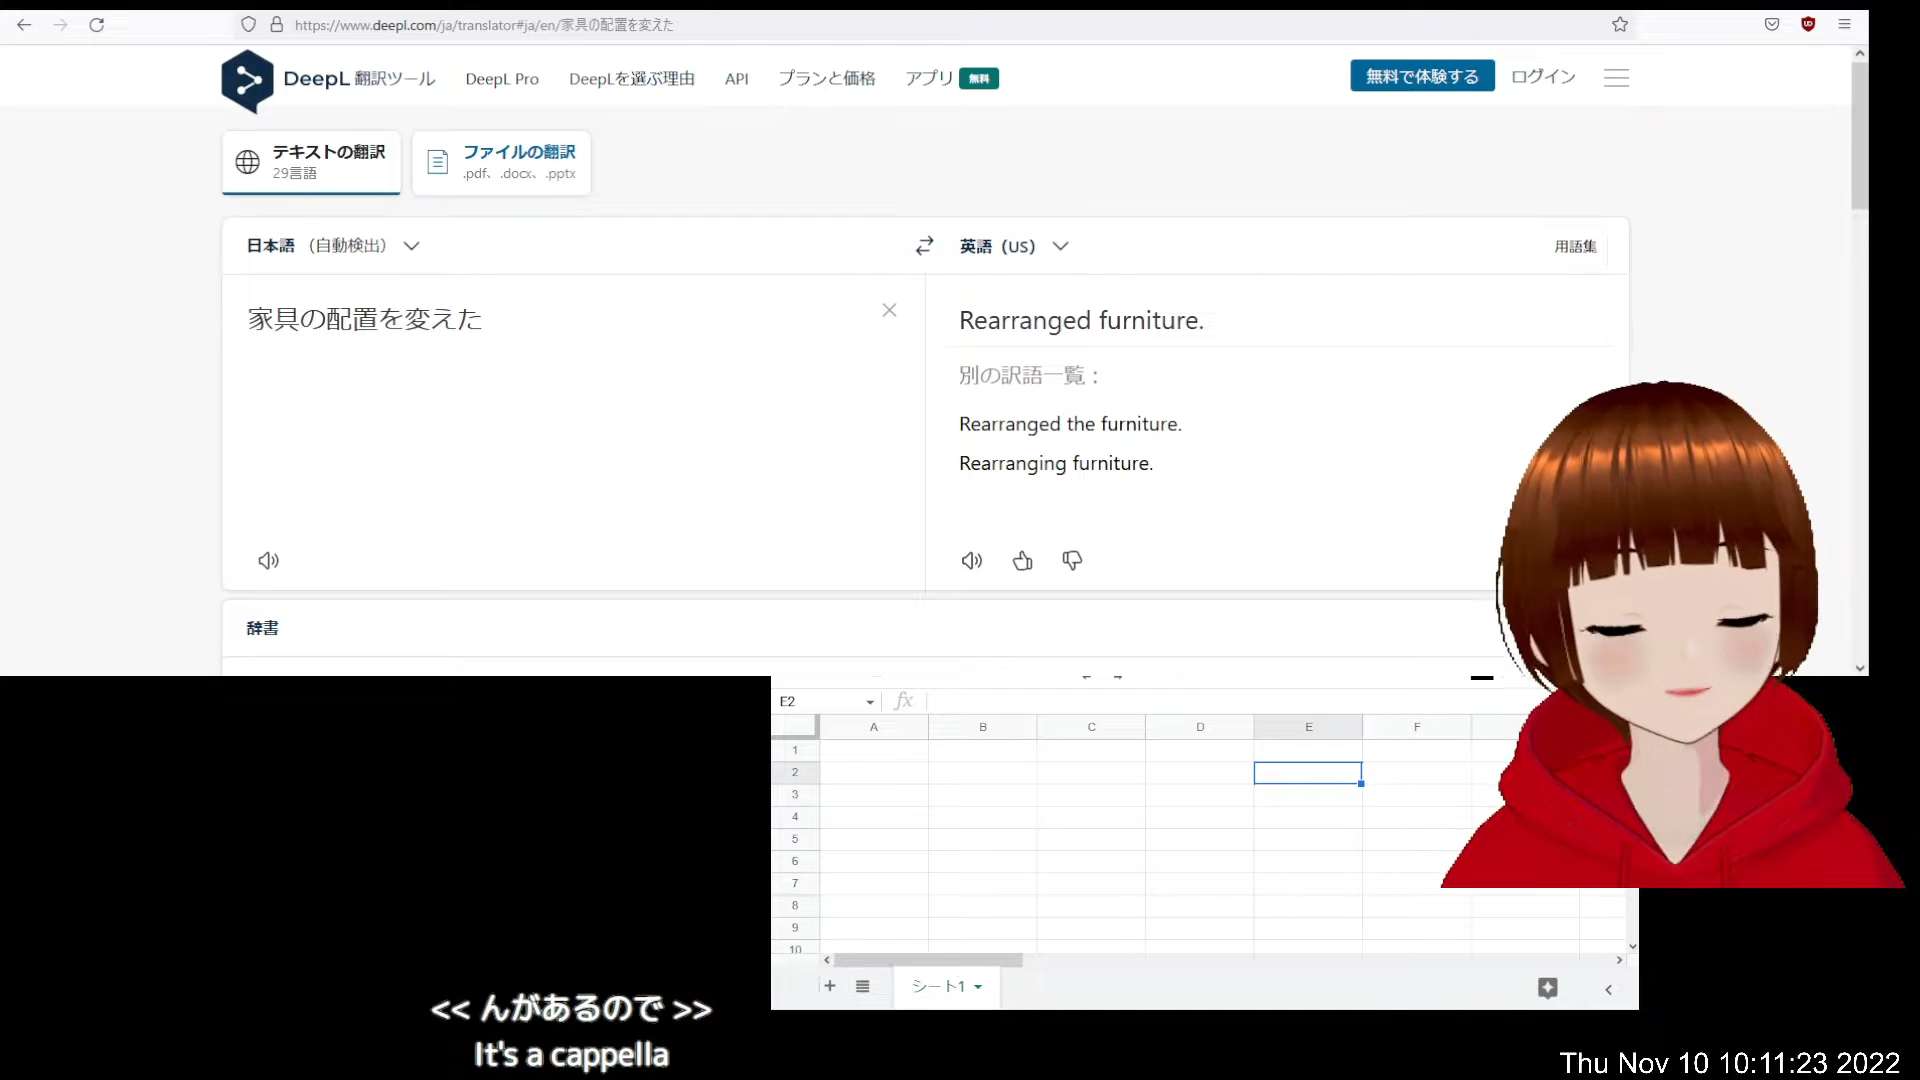 https://www.deepl.com/ja/translator#ja/en/家具の配置を変えた
DeepL 翻訳ツール
DeepL Pro
DeepLを選ぶ理由
API
プランと価格
アプリ 無料
無料で体験する
ログイン
テキストの翻訳
29言語
ファイルの翻訳
.pdf、.docx、.pptx
日本語 （自動検出）
英語（US）
用語集
家具の配置を変えた
Rearranged furniture.
別の訳語一覧：
Rearranged the furniture.
Rearranging furniture.
辞書
E2
fx
A B C D E F
1
2
3
4
5
6
7
8
9
10
シート1
<< んがあるので >>
It's a cappella
Thu Nov 10 10:11:23 2022